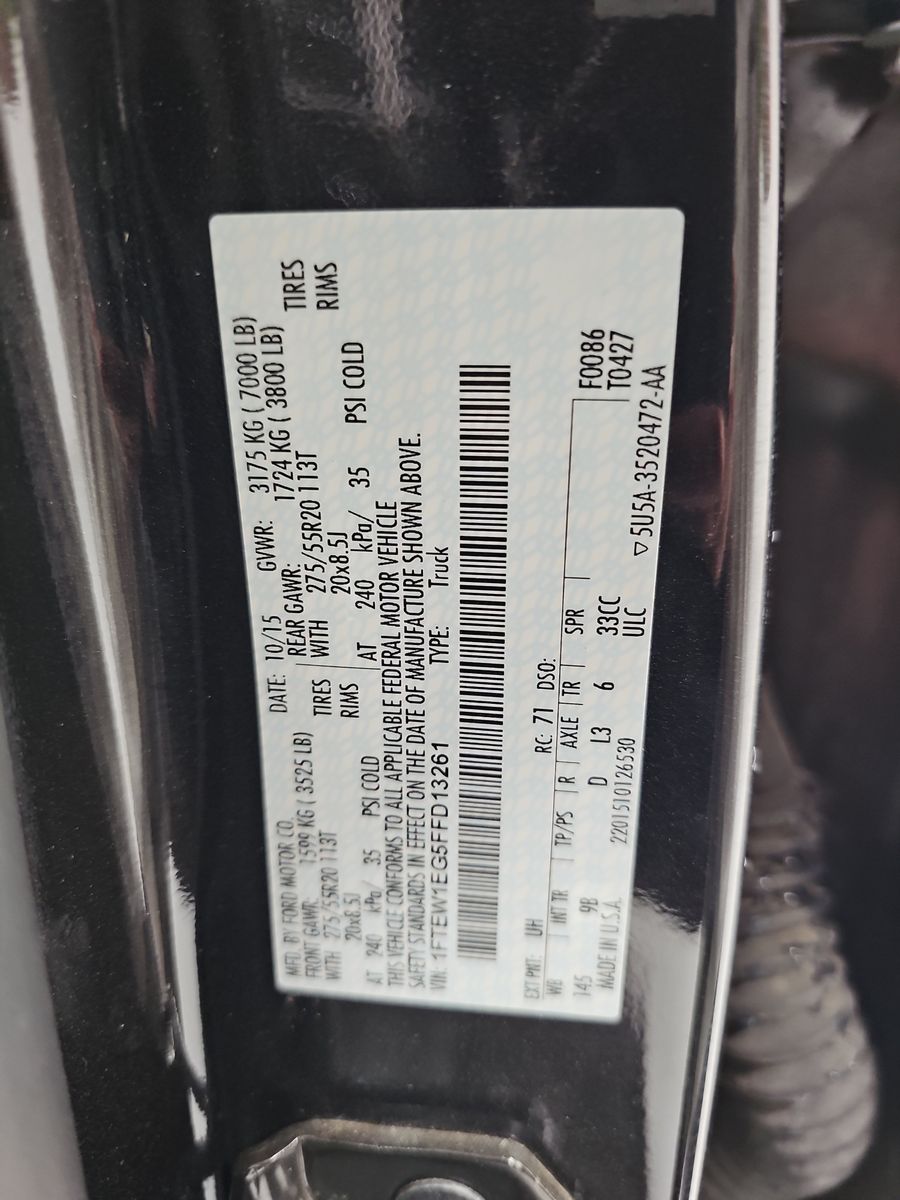 MFD. BY FORD MOTOR CO. DATE: 10/15 GVWR: 3175 KG ( 7000 LB)
FRONT GAWR: 1599 KG ( 3525 LB) REAR GAWR: 1724 KG ( 3800 LB)
WITH 275/55R20 113T TIRES WITH 275/55R20 113T TIRES
20x8.5J RIMS 20x8.5J RIMS
AT 240 kPa/ 35 PSI COLD AT 240 kPa/ 35 PSI COLD
THIS VEHICLE CONFORMS TO ALL APPLICABLE FEDERAL MOTOR VEHICLE
SAFETY STANDARDS IN EFFECT ON THE DATE OF MANUFACTURE SHOWN ABOVE.
VIN: 1FTEW1EG5FFD13261 TYPE: Truck
EXT PNT: UH RC: 71 DSO:
WB INT TR TP/PS R AXLE TR SPR F0086
145 9B D L3 6 33CC T0427
MADE IN U.S.A. 2201510126530 ULC
▽5U5A-3520472-AA